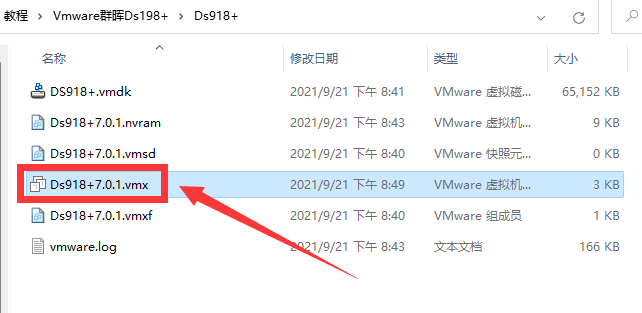 教程 > Vmware群晖Ds198+ > Ds918+
名称 修改日期 类型 大小
DS918+.vmdk 2021/9/21 下午 8:41 VMware 虚拟磁... 65,152 KB
Ds918+7.0.1.nvram 2021/9/21 下午 8:43 VMware 虚拟机... 9 KB
Ds918+7.0.1.vmsd 2021/9/21 下午 8:40 VMware 快照元... 0 KB
Ds918+7.0.1.vmx 2021/9/21 下午 8:49 VMware 虚拟机... 3 KB
Ds918+7.0.1.vmxf 2021/9/21 下午 8:40 VMware 组成员 1 KB
vmware.log 2021/9/21 下午 8:43 文本文档 166 KB